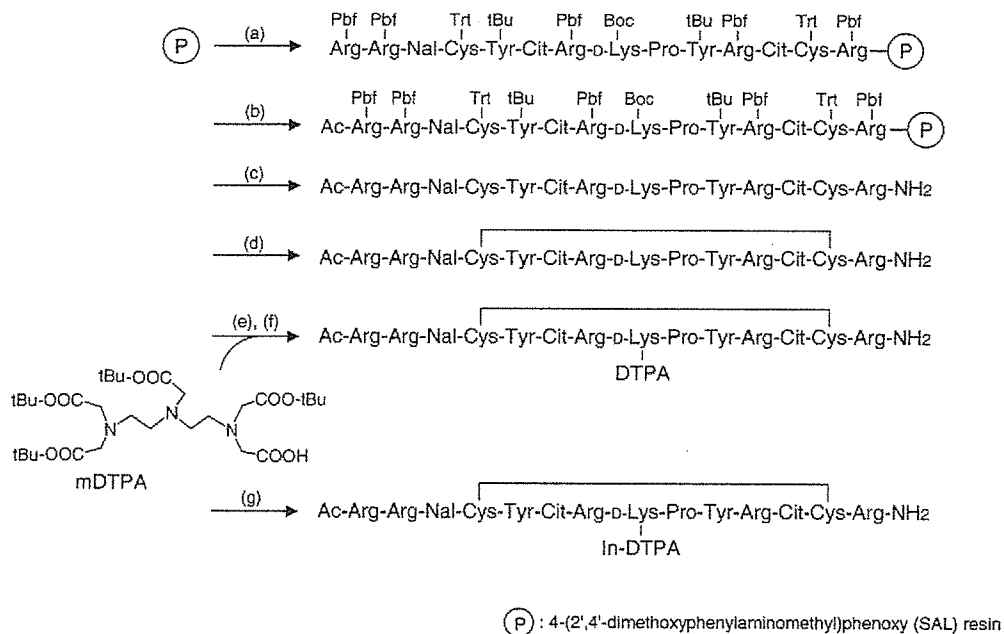 Pbf Pbf Trt tBu Pbf Boc tBu Pbf Trt Pbf
P (a) Arg-Arg-Nal-Cys-Tyr-Cit-Arg-D-Lys-Pro-Tyr-Arg-Cit-Cys-Arg-P
Pbf Pbf Trt tBu Pbf Boc tBu Pbf Trt Pbf
(b) Ac-Arg-Arg-Nal-Cys-Tyr-Cit-Arg-D-Lys-Pro-Tyr-Arg-Cit-Cys-Arg-P
(c) Ac-Arg-Arg-Nal-Cys-Tyr-Cit-Arg-D-Lys-Pro-Tyr-Arg-Cit-Cys-Arg-NH2
(d) Ac-Arg-Arg-Nal-Cys-Tyr-Cit-Arg-D-Lys-Pro-Tyr-Arg-Cit-Cys-Arg-NH2
(e), (f) Ac-Arg-Arg-Nal-Cys-Tyr-Cit-Arg-D-Lys-Pro-Tyr-Arg-Cit-Cys-Arg-NH2
DTPA
tBu-OOC
tBu-OOC COO-tBu
N N N
tBu-OOC COOH
mDTPA
(g) Ac-Arg-Arg-Nal-Cys-Tyr-Cit-Arg-D-Lys-Pro-Tyr-Arg-Cit-Cys-Arg-NH2
In-DTPA
P : 4-(2',4'-dimethoxyphenylaminomethyl)phenoxy (SAL) resin